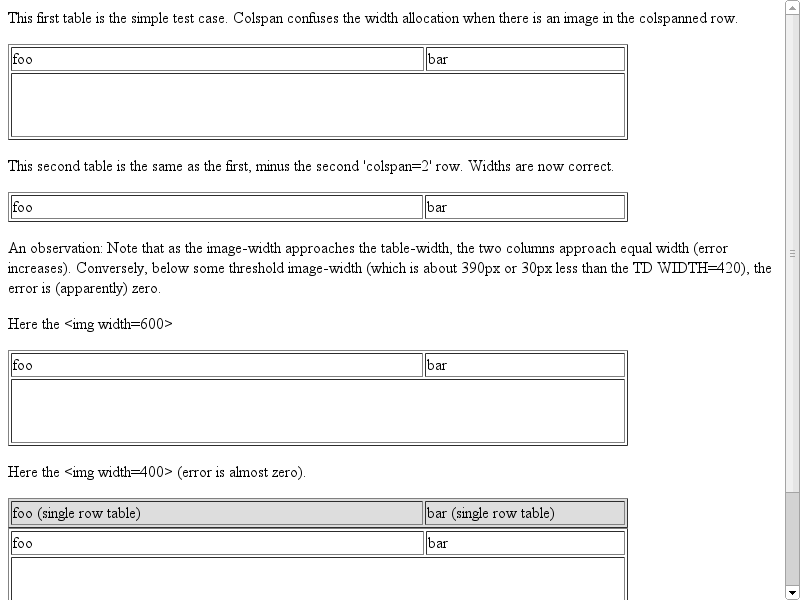 This first table is the simple test case. Colspan confuses the width allocation when there is an image in the colspanned row.
foo bar
This second table is the same as the first, minus the second 'colspan=2' row. Widths are now correct.
foo bar
An observation: Note that as the image-width approaches the table-width, the two columns approach equal width (error
increases). Conversely, below some threshold image-width (which is about 390px or 30px less than the TD WIDTH=420), the
error is (apparently) zero.
Here the <img width=600>
foo bar
Here the <img width=400> (error is almost zero).
foo (single row table) bar (single row table)
foo bar